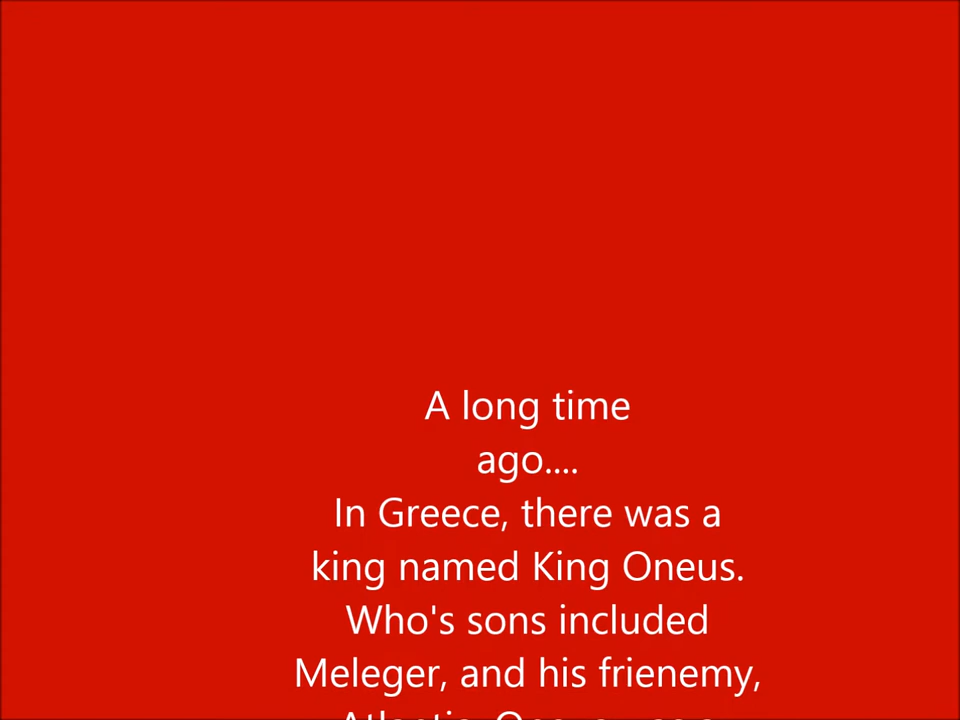 A long time
ago....
In Greece, there was a
king named King Oneus.
Who's sons included
Meleger, and his frienemy,